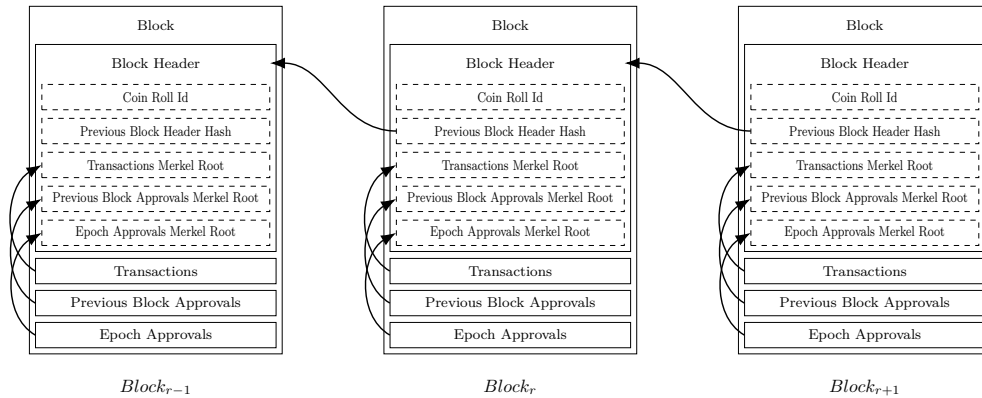 Block
Block Header
Coin Roll Id
Previous Block Header Hash
Transactions Merkel Root
Previous Block Approvals Merkel Root
Epoch Approvals Merkel Root
Transactions
Previous Block Approvals
Epoch Approvals
Block_{r-1}
Block
Block Header
Coin Roll Id
Previous Block Header Hash
Transactions Merkel Root
Previous Block Approvals Merkel Root
Epoch Approvals Merkel Root
Transactions
Previous Block Approvals
Epoch Approvals
Block_r
Block
Block Header
Coin Roll Id
Previous Block Header Hash
Transactions Merkel Root
Previous Block Approvals Merkel Root
Epoch Approvals Merkel Root
Transactions
Previous Block Approvals
Epoch Approvals
Block_{r+1}